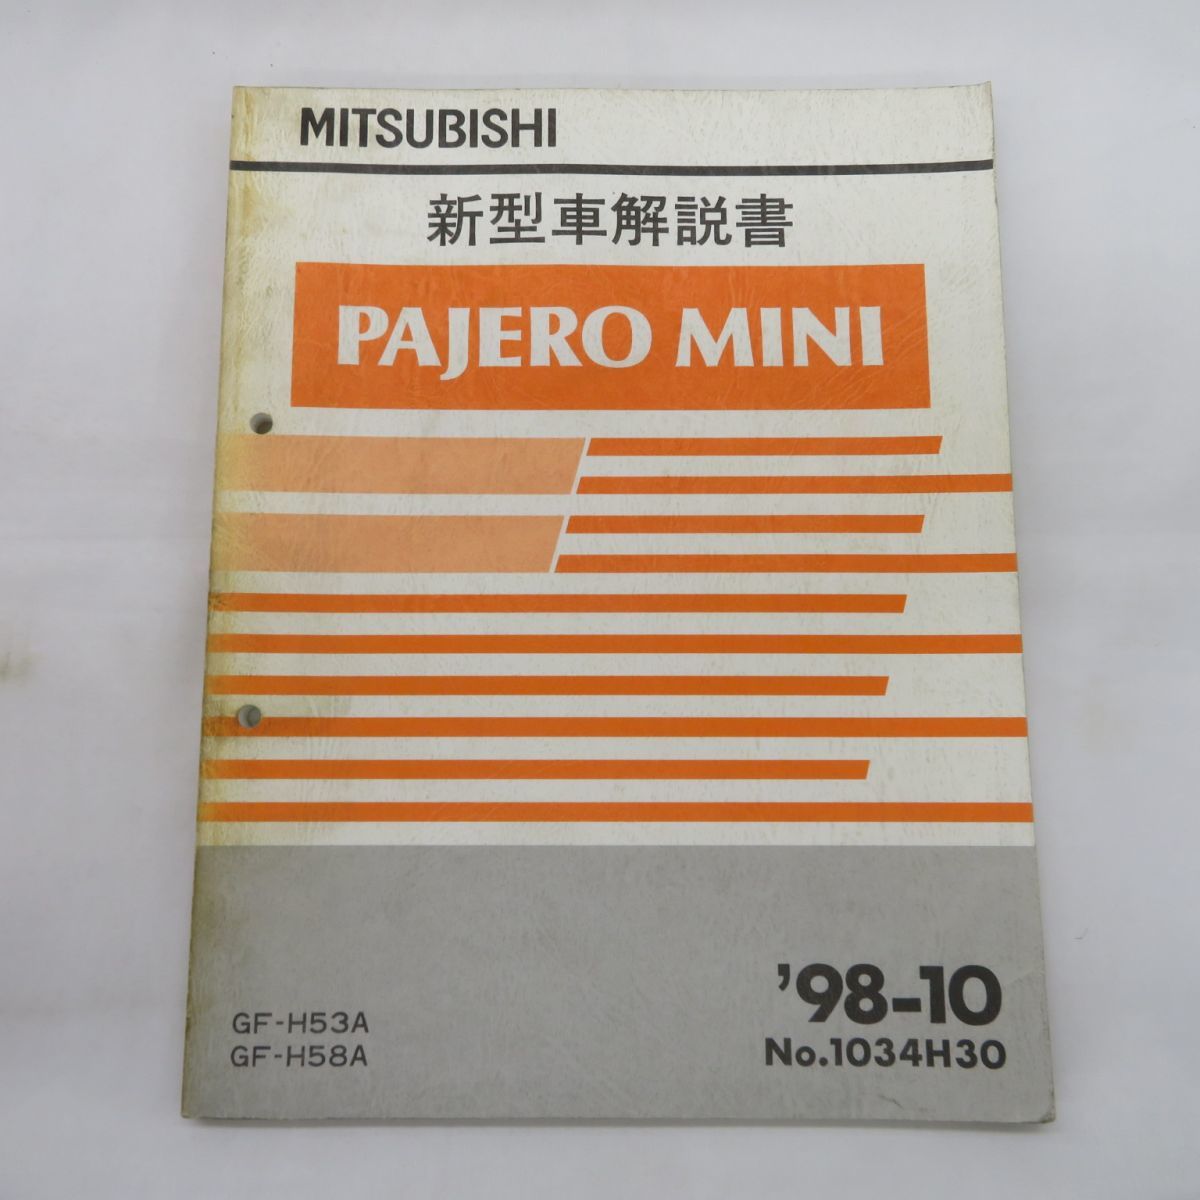 MITSUBISHI
新型車解説書
PAJERO MINI
GF-H53A
GF-H58A
'98-10
No.1034H30